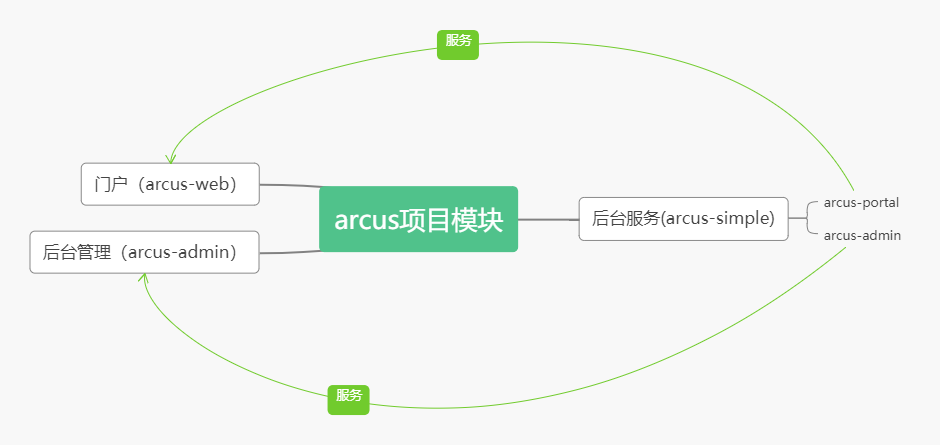 服务
门户（arcus-web）
arcus项目模块
后台服务(arcus-simple)
arcus-portal
arcus-admin
后台管理（arcus-admin）
服务